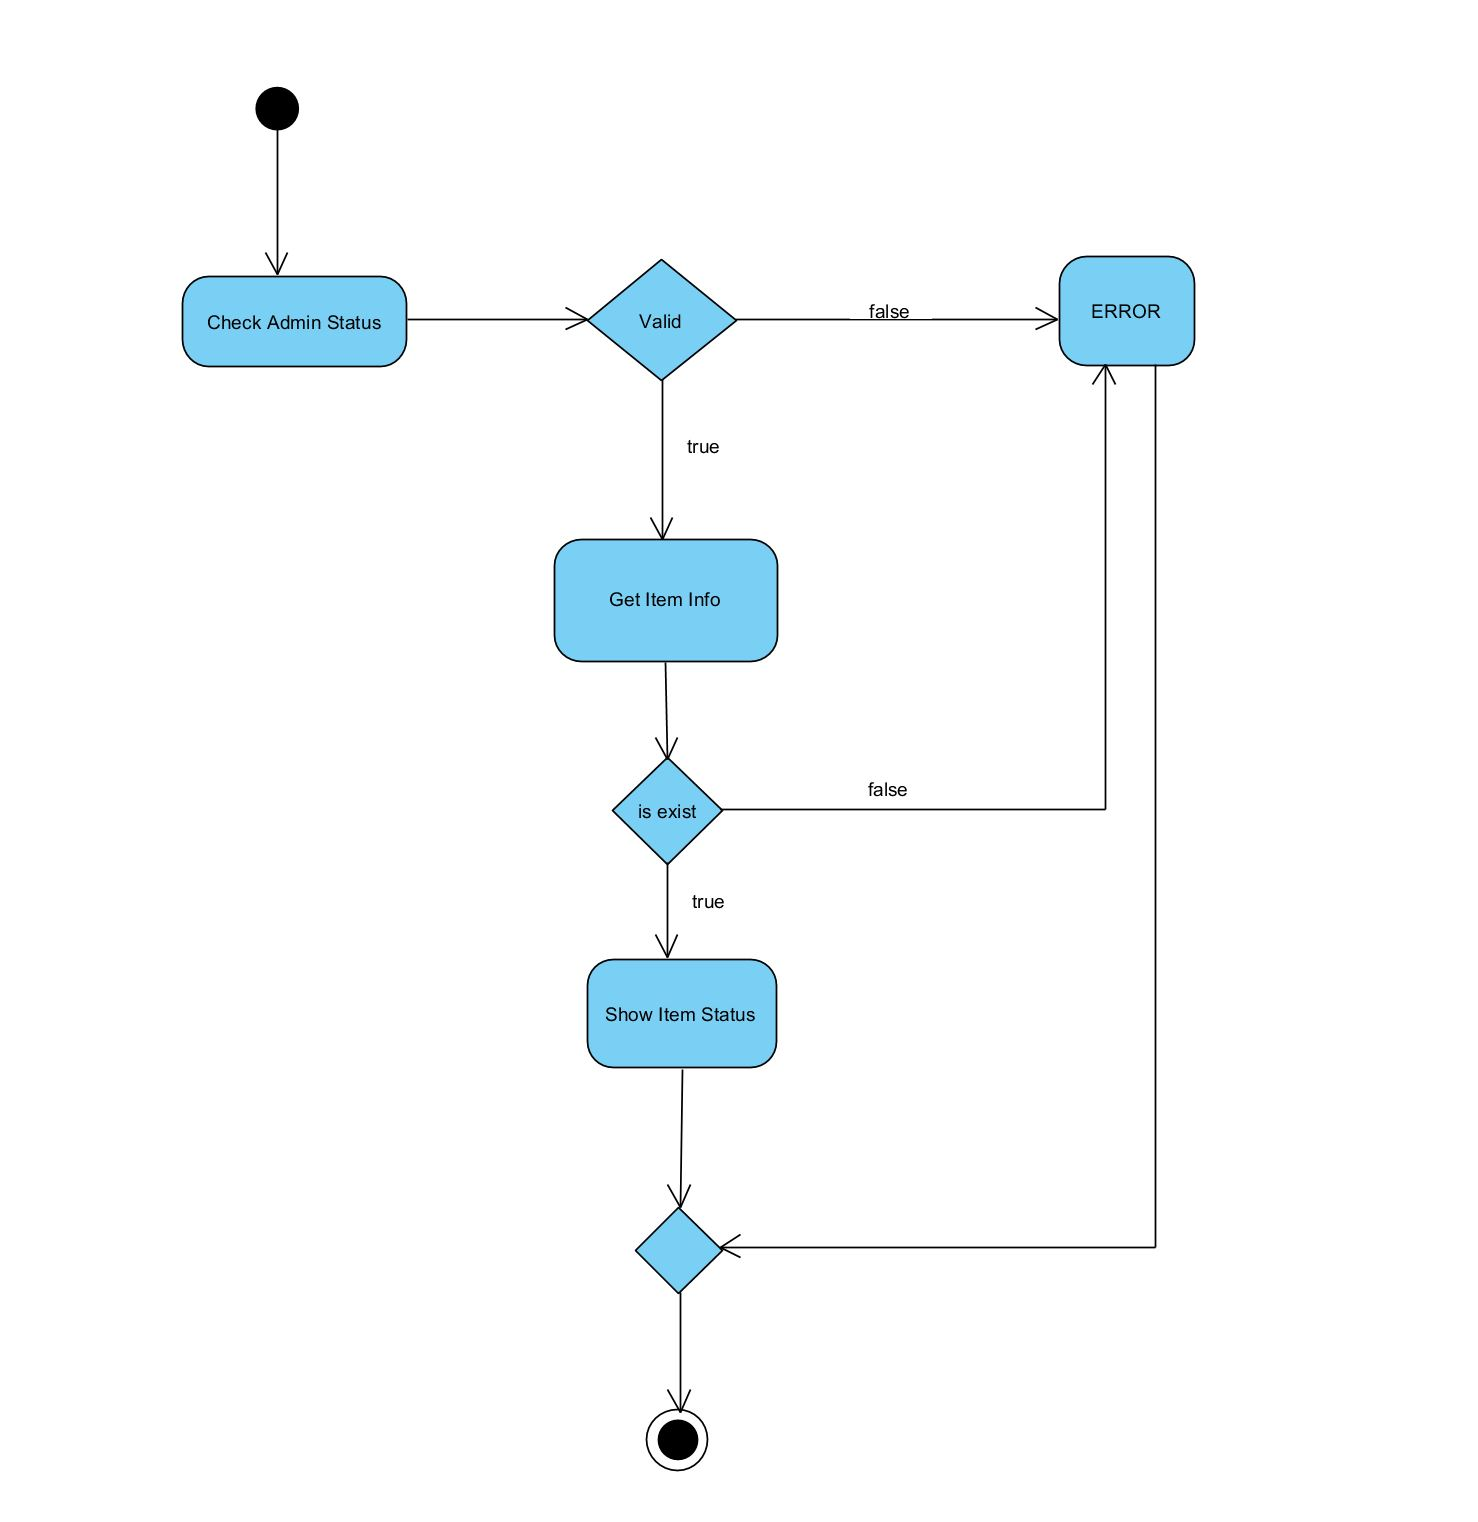 Check Admin Status
Valid
false
ERROR
true
Get Item Info
false
is exist
true
Show Item Status